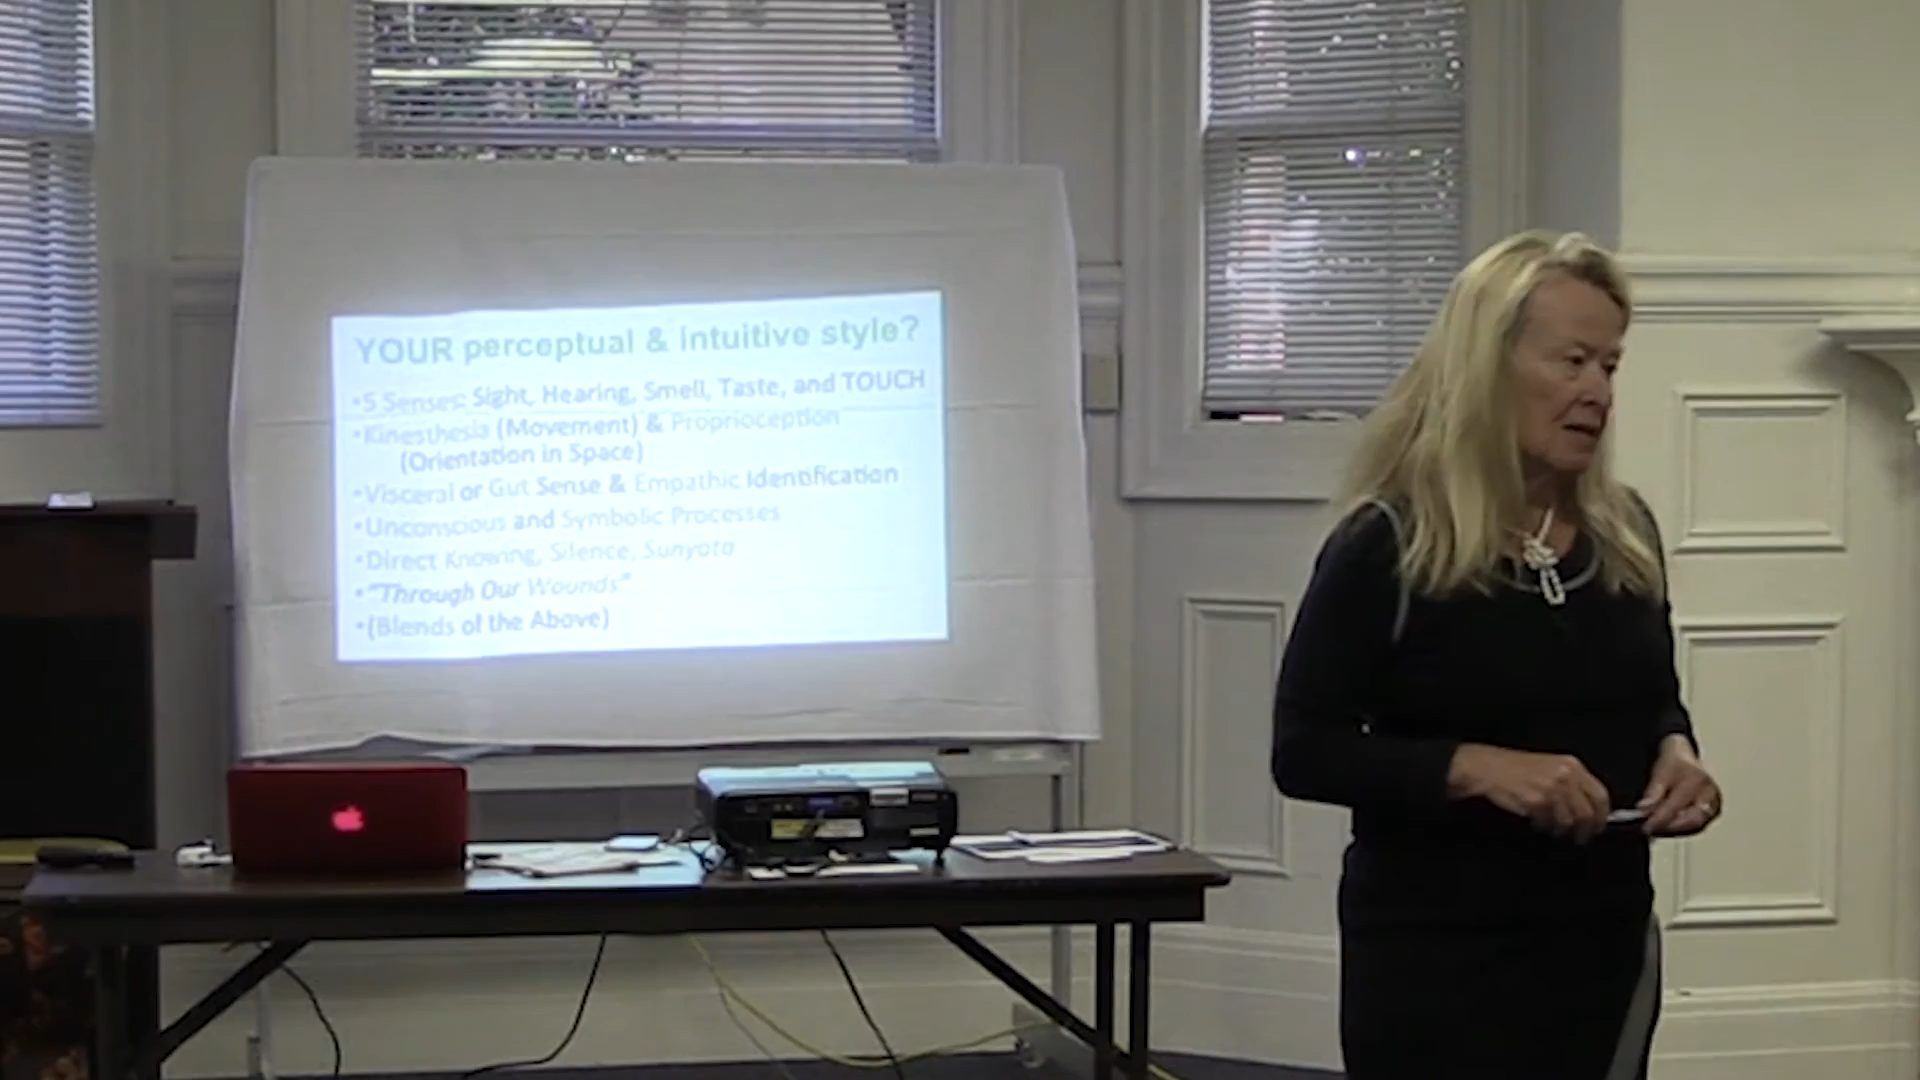 YOUR perceptual & intuitive style?
•5 Senses: Sight, Hearing, Smell, Taste, and TOUCH
•Kinesthesia (Movement) & Proprioception
(Orientation in Space)
•Visceral or Gut Sense & Empathic Identification
•Unconscious and Symbolic Processes
•Direct Knowing, Silence, Sunyata
•"Through Our Wounds"
•(Blends of the Above)